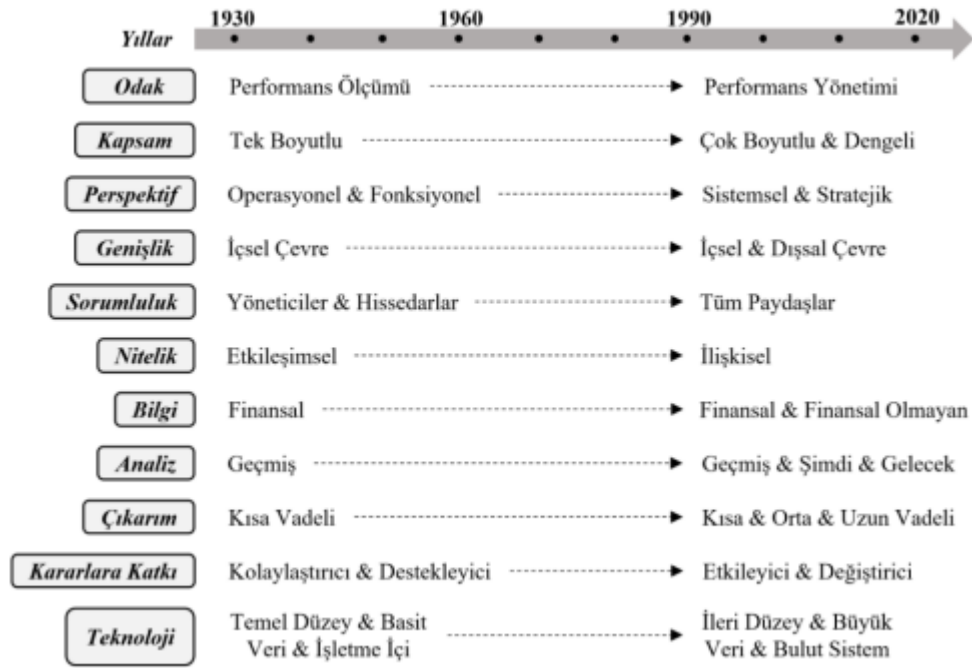 1930 1960 1990 2020
Yıllar
Odak Performans Ölçümü Performans Yönetimi
Kapsam Tek Boyutlu Çok Boyutlu & Dengeli
Perspektif Operasyonel & Fonksiyonel Sistemsel & Stratejik
Genişlik İçsel Çevre İçsel & Dışsal Çevre
Sorumluluk Yöneticiler & Hissedarlar Tüm Paydaşlar
Nitelik Etkileşimsel İlişkisel
Bilgi Finansal Finansal & Finansal Olmayan
Analiz Geçmiş Geçmiş & Şimdi & Gelecek
Çıkarım Kısa Vadeli Kısa & Orta & Uzun Vadeli
Kararlara Katkı Kolaylaştırıcı & Destekleyici Etkileyici & Değiştirici
Teknoloji Temel Düzey & Basit İleri Düzey & Büyük
Veri & İşletme İçi Veri & Bulut Sistem